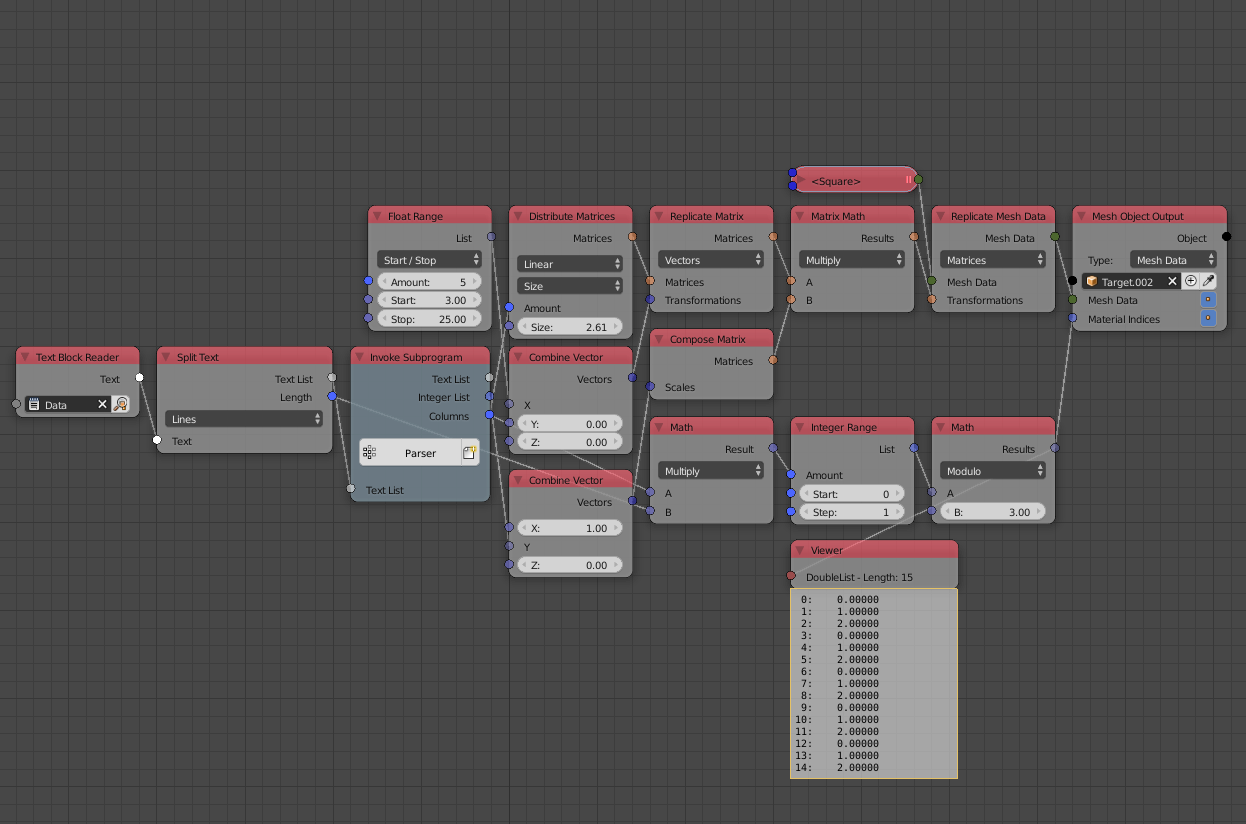 <Square>
Float Range
List
Start / Stop
Amount: 5
Start: 3.00
Stop: 25.00
Distribute Matrices
Matrices
Linear
Size
Amount
Size: 2.61
Replicate Matrix
Matrices
Vectors
Matrices
Transformations
Matrix Math
Results
Multiply
A
B
Replicate Mesh Data
Mesh Data
Matrices
Mesh Data
Transformations
Mesh Object Output
Object
Type: Mesh Data
Target.002
Mesh Data
Material Indices
Text Block Reader
Text
Data
Split Text
Text List
Length
Lines
Text
Invoke Subprogram
Text List
Integer List
Columns
Parser
Text List
Combine Vector
Vectors
X
Y: 0.00
Z: 0.00
Compose Matrix
Matrices
Scales
Combine Vector
Vectors
X: 1.00
Y
Z: 0.00
Math
Result
Multiply
A
B
Integer Range
List
Amount
Start: 0
Step: 1
Math
Results
Modulo
A
B: 3.00
Viewer
DoubleList - Length: 15
0: 0.00000
1: 1.00000
2: 2.00000
3: 0.00000
4: 1.00000
5: 2.00000
6: 0.00000
7: 1.00000
8: 2.00000
9: 0.00000
10: 1.00000
11: 2.00000
12: 0.00000
13: 1.00000
14: 2.00000